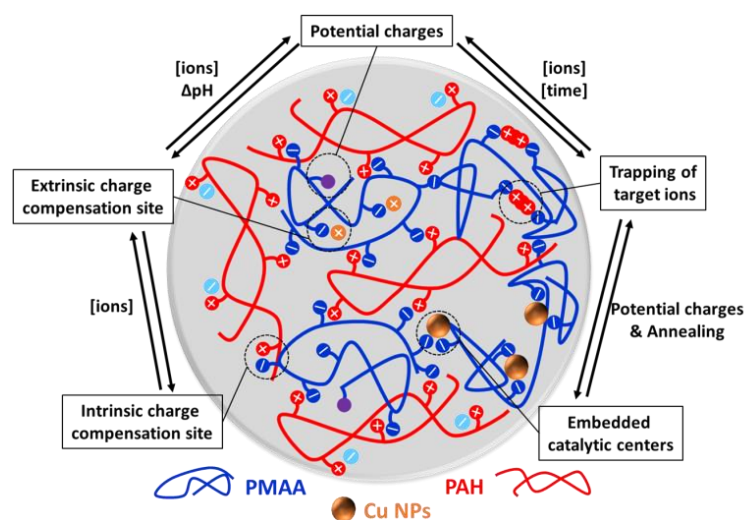 Potential charges
[ions]
ΔpH
[ions]
[time]
Extrinsic charge
compensation site
Trapping of
target ions
[ions]
Potential charges
& Annealing
Intrinsic charge
compensation site
Embedded
catalytic centers
PMAA
PAH
Cu NPs